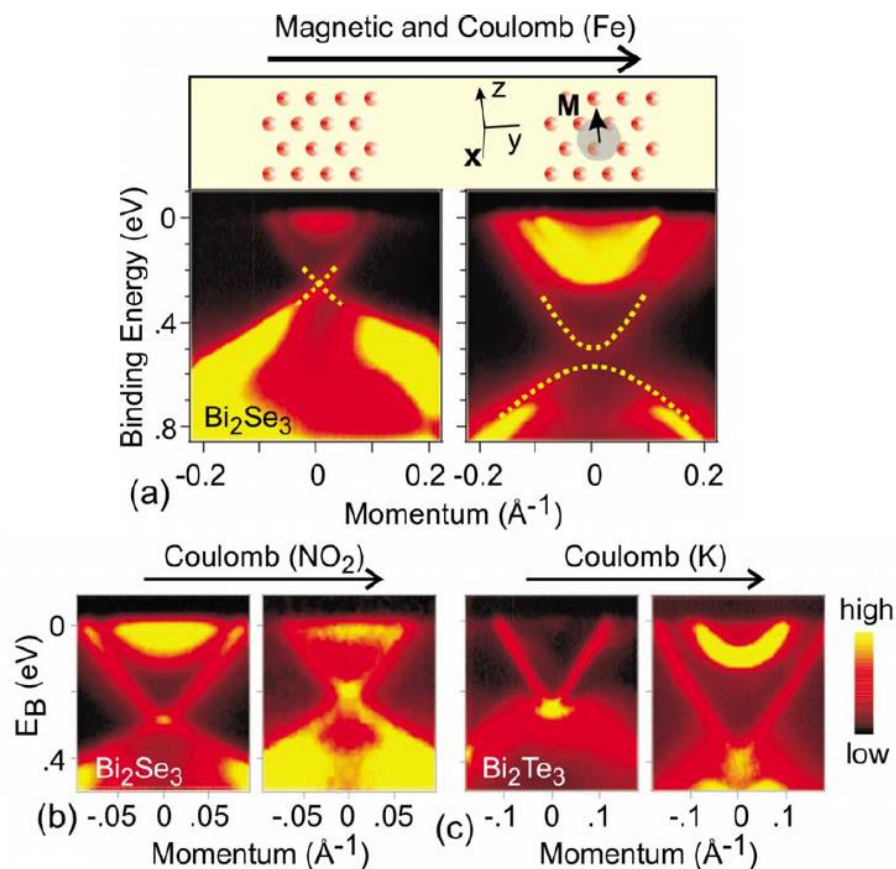 Magnetic and Coulomb (Fe)
z
M
y
x
Binding Energy (eV)
0
.4
.8
Bi₂Se₃
-0.2 0 0.2 -0.2 0 0.2
(a)
Momentum (Å⁻¹)
Coulomb (NO₂) Coulomb (K)
high
low
E_B (eV)
0
.4
Bi₂Se₃ Bi₂Te₃
(b) -.05 0 .05 -.05 0 .05 (c) -.1 0 .1 -.1 0 .1
Momentum (Å⁻¹) Momentum (Å⁻¹)